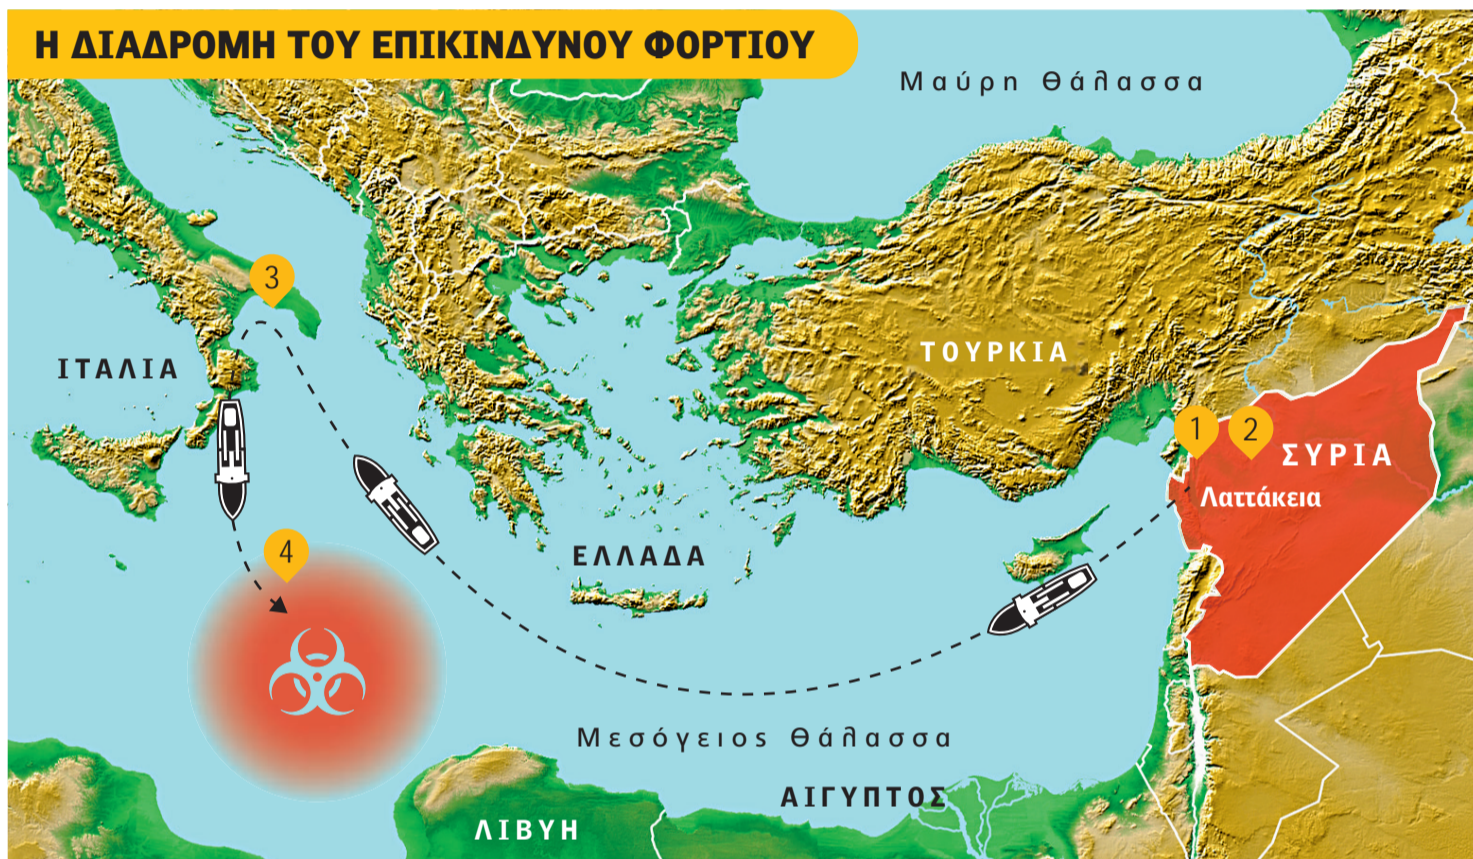 Η ΔΙΑΔΡΟΜΗ ΤΟΥ ΕΠΙΚΙΝΔΥΝΟΥ ΦΟΡΤΙΟΥ
Μαύρη Θάλασσα
3
ΙΤΑΛΙΑ
ΤΟΥΡΚΙΑ
1
2
ΣΥΡΙΑ
Λαττάκεια
4
ΕΛΛΑΔΑ
Μεσόγειος Θάλασσα
ΑΙΓΥΠΤΟΣ
ΛΙΒΥΗ